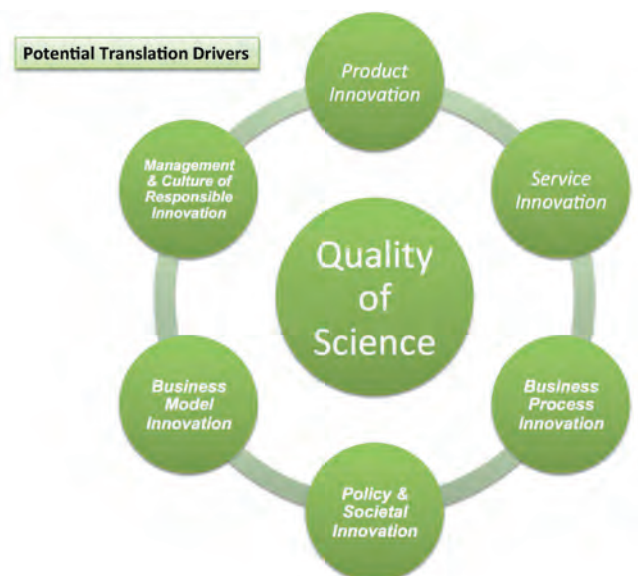 Potential Translation Drivers
Product
Innovation
Service
Innovation
Business
Process
Innovation
Policy &
Societal
Innovation
Business
Model
Innovation
Management
& Culture of
Responsible
Innovation
Quality
of
Science